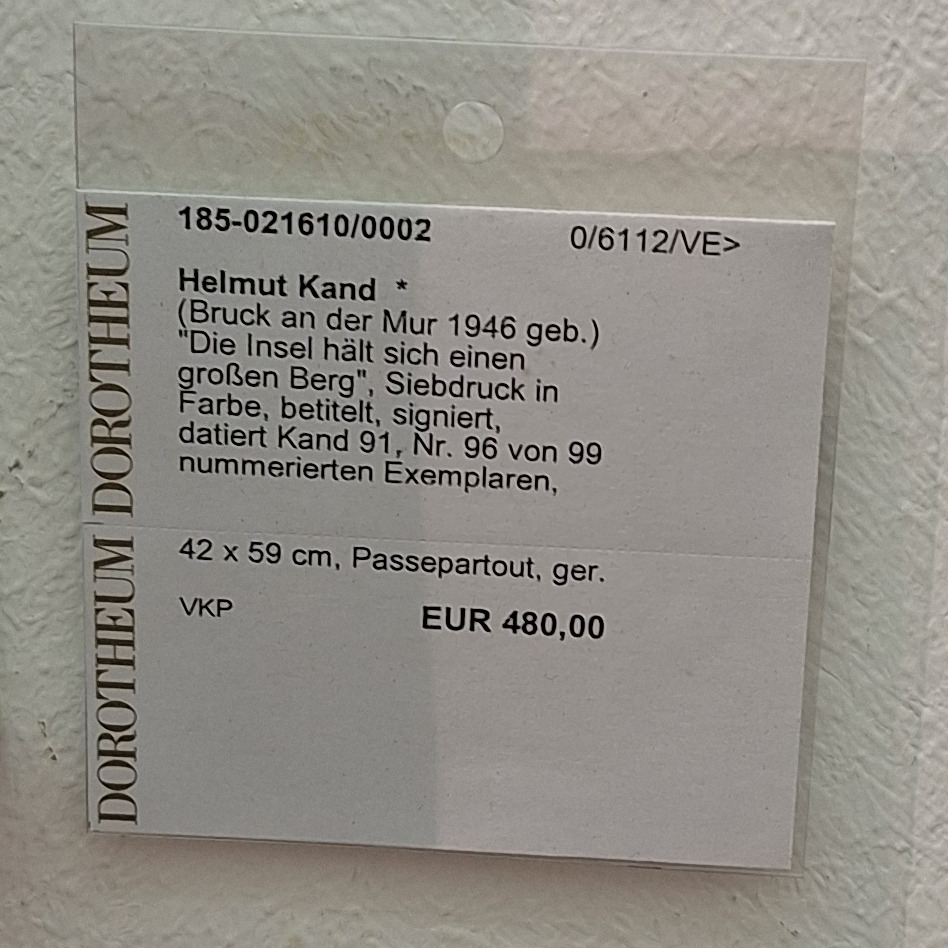 DOROTHEUM DOROTHEUM
185-021610/0002 0/6112/VE>
Helmut Kand *
(Bruck an der Mur 1946 geb.)
"Die Insel hält sich einen
großen Berg", Siebdruck in
Farbe, betitelt, signiert,
datiert Kand 91, Nr. 96 von 99
nummerierten Exemplaren,
42 x 59 cm, Passepartout, ger.
VKP EUR 480,00